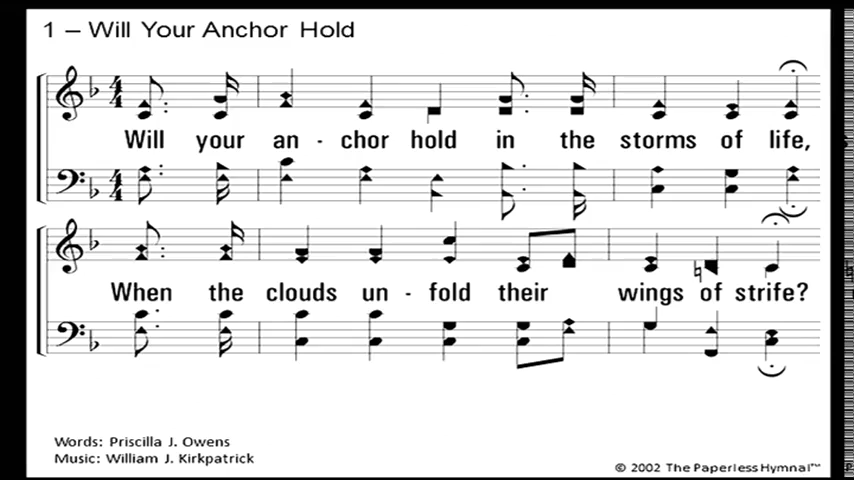 1 – Will Your Anchor Hold
Will your an - chor hold in the storms of life,
When the clouds un - fold their wings of strife?
Words: Priscilla J. Owens
Music: William J. Kirkpatrick
© 2002 The Paperless Hymnal™